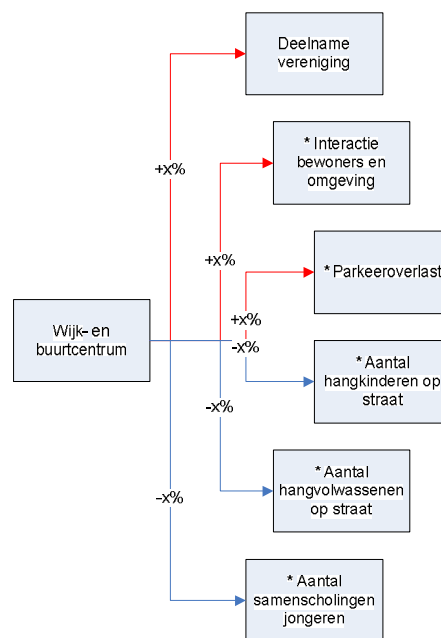 Deelname
vereniging
* Interactie
bewoners en
omgeving
+x%
+x%
* Parkeeroverlast
+x%
Wijk- en
buurtcentrum
-x%
* Aantal
hangkinderen op
straat
-x%
* Aantal
hangvolwassenen
op straat
-x%
* Aantal
samenscholingen
jongeren